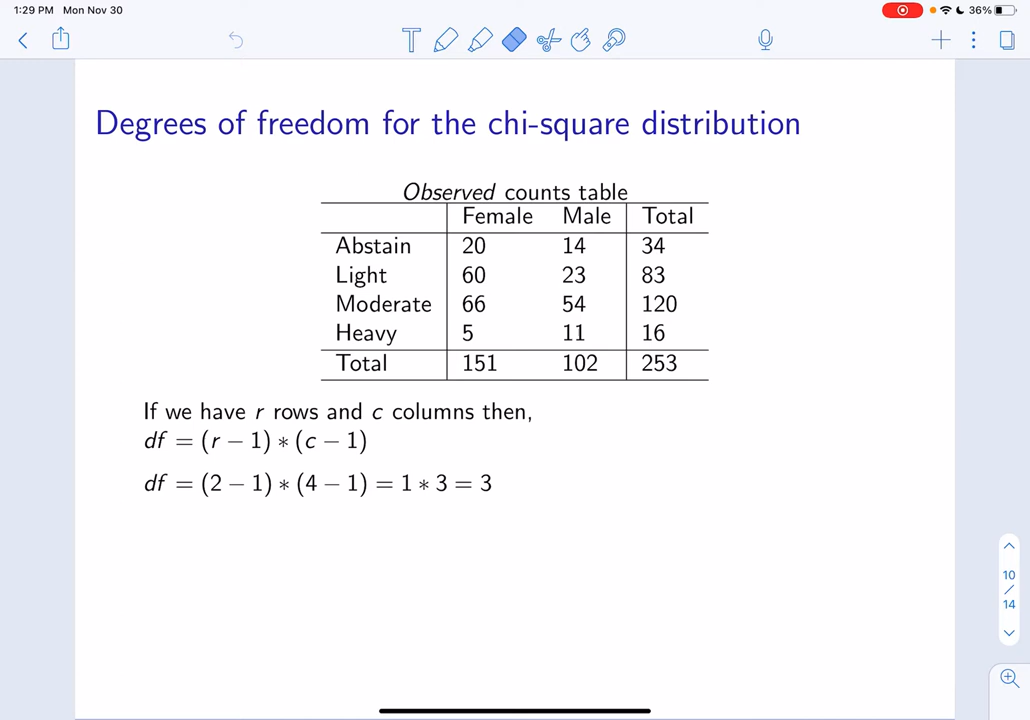 1:29 PM Mon Nov 30 36%
T
Degrees of freedom for the chi-square distribution
Observed counts table
Female Male Total
Abstain 20 14 34
Light 60 23 83
Moderate 66 54 120
Heavy 5 11 16
Total 151 102 253
If we have r rows and c columns then,
df = (r − 1) ∗ (c − 1)
df = (2 − 1) ∗ (4 − 1) = 1 ∗ 3 = 3
10
/
14